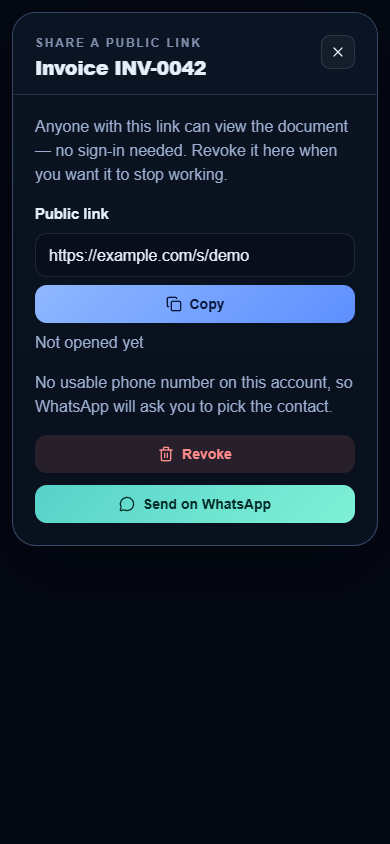 SHARE A PUBLIC LINK
Invoice INV-0042
Anyone with this link can view the document
— no sign-in needed. Revoke it here when
you want it to stop working.
Public link
https://example.com/s/demo
Copy
Not opened yet
No usable phone number on this account, so
WhatsApp will ask you to pick the contact.
Revoke
Send on WhatsApp